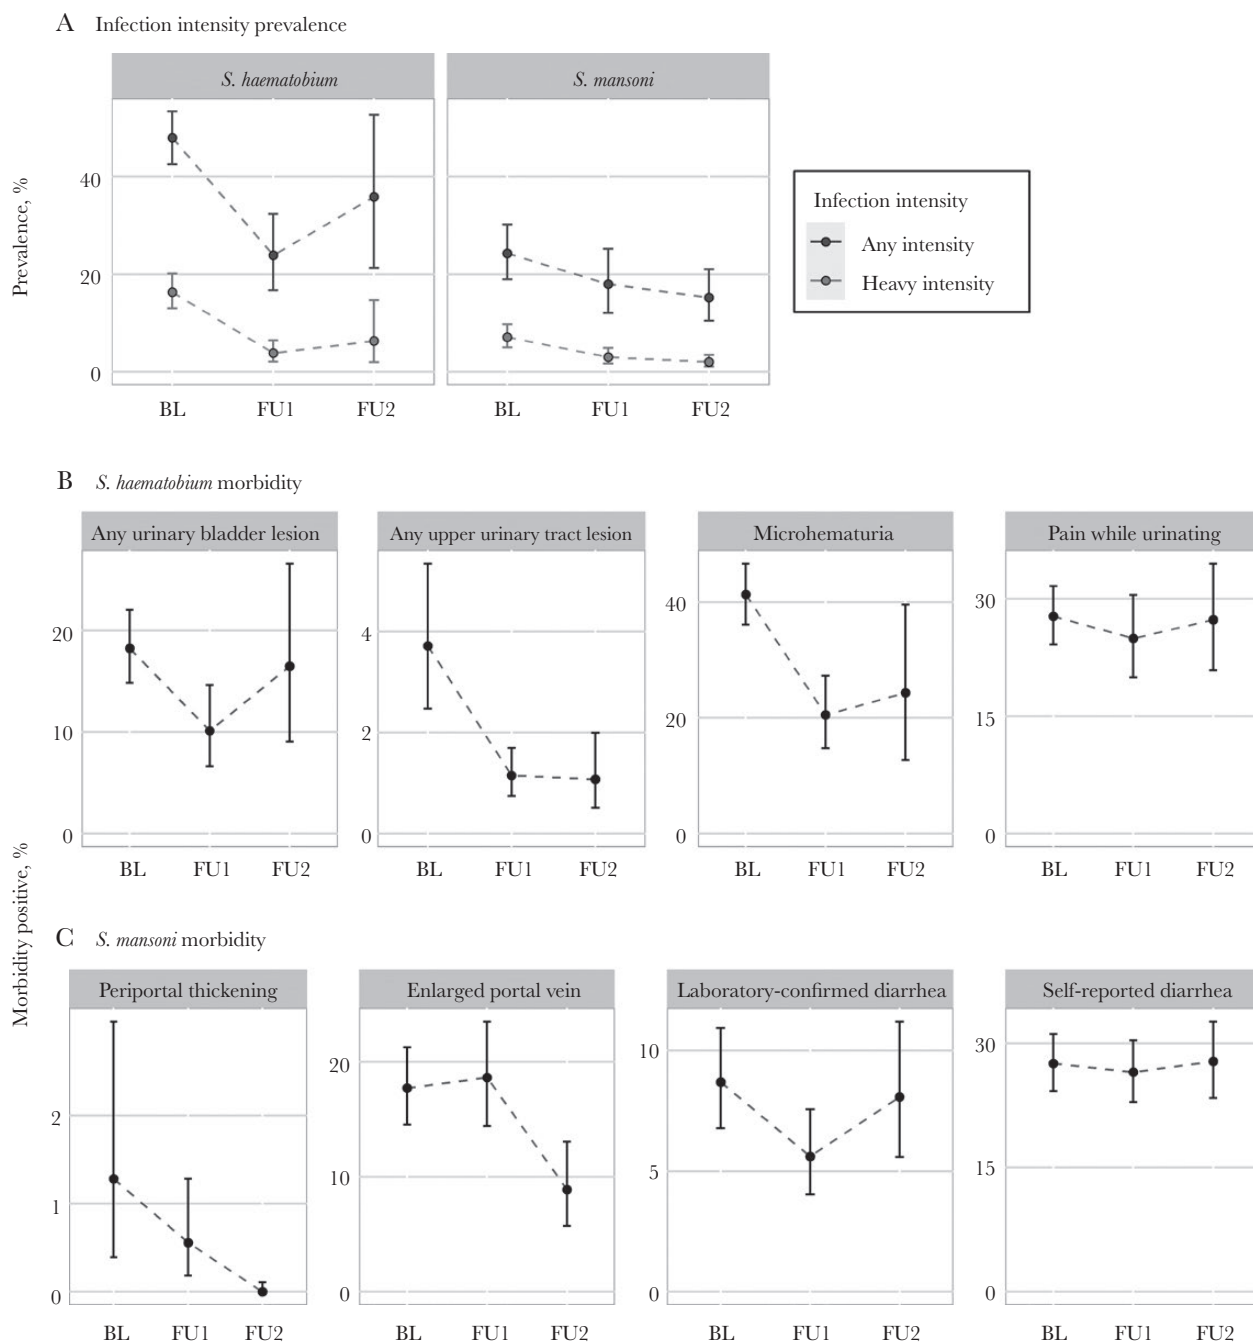 A Infection intensity prevalence
S. haematobium
S. mansoni
Prevalence, %
40
20
0
BL FU1 FU2
BL FU1 FU2
Infection intensity
Any intensity
Heavy intensity
B S. haematobium morbidity
Morbidity positive, %
Any urinary bladder lesion
20
10
0
BL FU1 FU2
Any upper urinary tract lesion
4
2
0
BL FU1 FU2
Microhematuria
40
20
0
BL FU1 FU2
Pain while urinating
30
15
0
BL FU1 FU2
C S. mansoni morbidity
Periportal thickening
2
1
0
BL FU1 FU2
Enlarged portal vein
20
10
0
BL FU1 FU2
Laboratory-confirmed diarrhea
10
5
0
BL FU1 FU2
Self-reported diarrhea
30
15
0
BL FU1 FU2